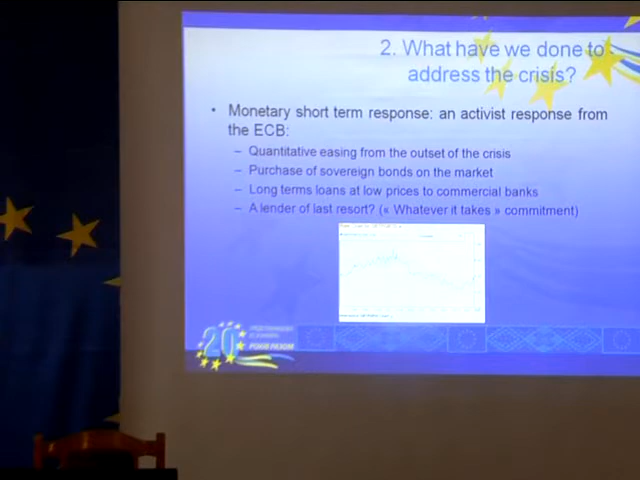 2. What have we done to
address the crisis?
• Monetary short term response: an activist response from
the ECB:
– Quantitative easing from the outset of the crisis
– Purchase of sovereign bonds on the market
– Long terms loans at low prices to commercial banks
– A lender of last resort? (« Whatever it takes » commitment)
20